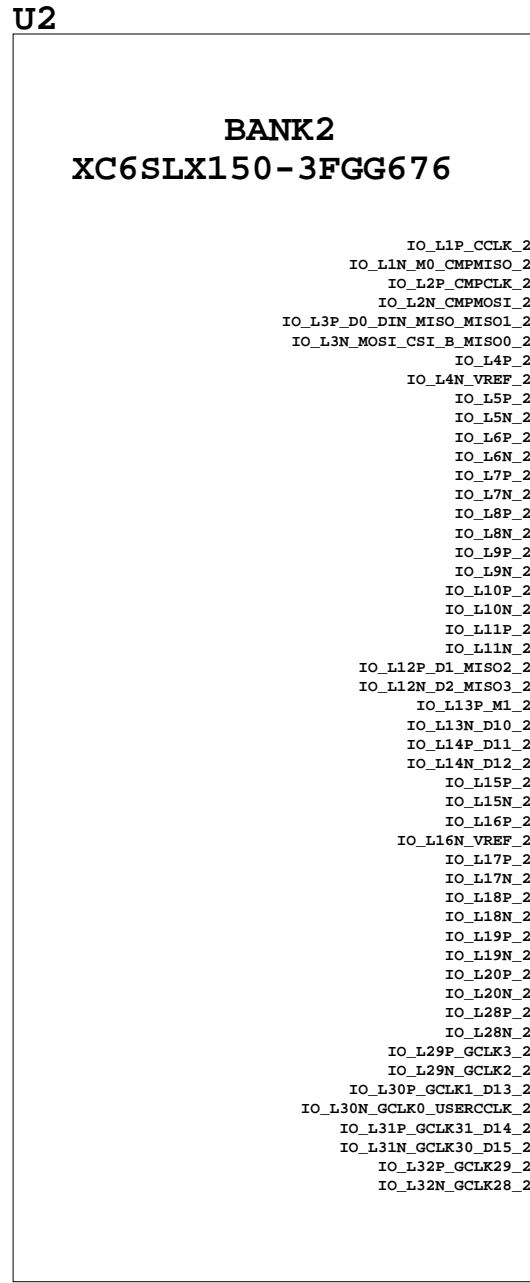 U2
BANK2
XC6SLX150-3FGG676
IO_L1P_CCLK_2
IO_L1N_M0_CMPMISO_2
IO_L2P_CMPCLK_2
IO_L2N_CMPMOSI_2
IO_L3P_D0_DIN_MISO_MISO1_2
IO_L3N_MOSI_CSI_B_MISO0_2
IO_L4P_2
IO_L4N_VREF_2
IO_L5P_2
IO_L5N_2
IO_L6P_2
IO_L6N_2
IO_L7P_2
IO_L7N_2
IO_L8P_2
IO_L8N_2
IO_L9P_2
IO_L9N_2
IO_L10P_2
IO_L10N_2
IO_L11P_2
IO_L11N_2
IO_L12P_D1_MISO2_2
IO_L12N_D2_MISO3_2
IO_L13P_M1_2
IO_L13N_D10_2
IO_L14P_D11_2
IO_L14N_D12_2
IO_L15P_2
IO_L15N_2
IO_L16P_2
IO_L16N_VREF_2
IO_L17P_2
IO_L17N_2
IO_L18P_2
IO_L18N_2
IO_L19P_2
IO_L19N_2
IO_L20P_2
IO_L20N_2
IO_L28P_2
IO_L28N_2
IO_L29P_GCLK3_2
IO_L29N_GCLK2_2
IO_L30P_GCLK1_D13_2
IO_L30N_GCLK0_USERCCLK_2
IO_L31P_GCLK31_D14_2
IO_L31N_GCLK30_D15_2
IO_L32P_GCLK29_2
IO_L32N_GCLK28_2